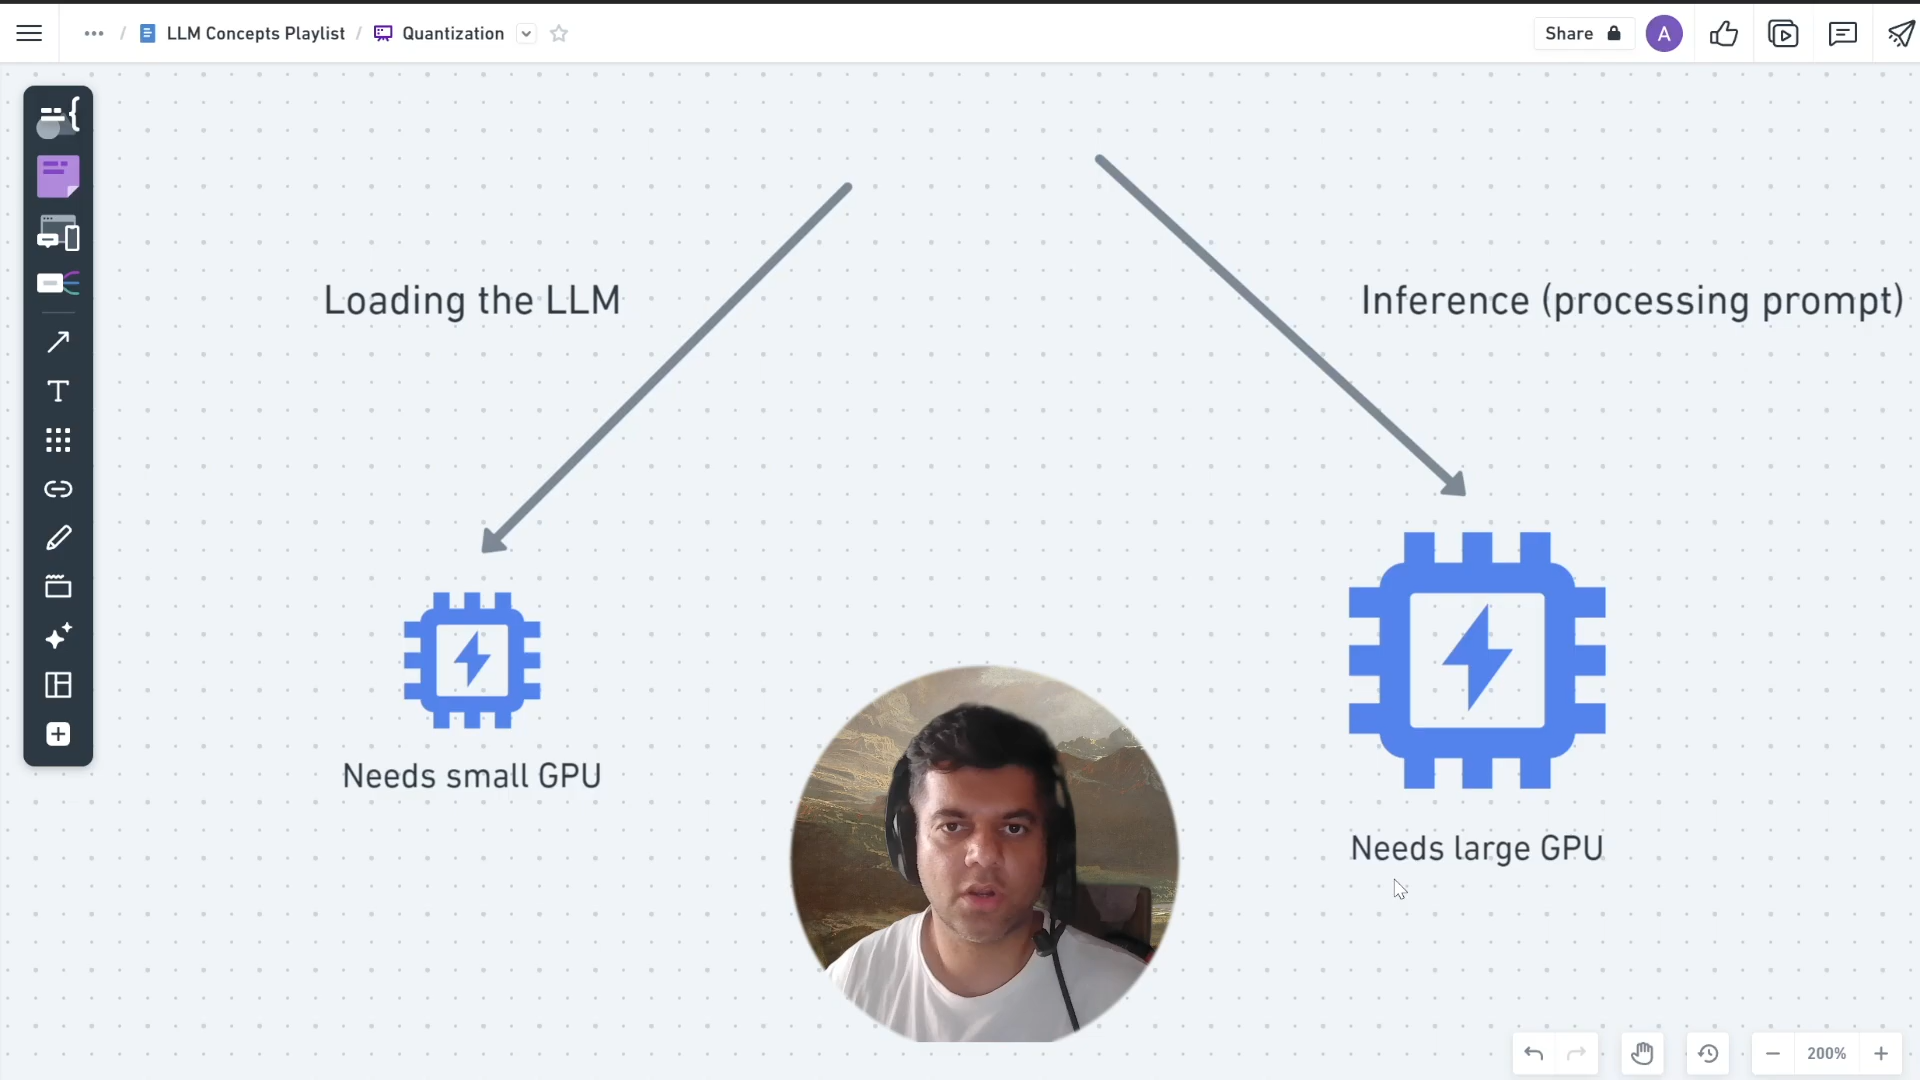 LLM Concepts Playlist / Quantization
Share
A
Loading the LLM
Inference (processing prompt)
Needs small GPU
Needs large GPU
200%